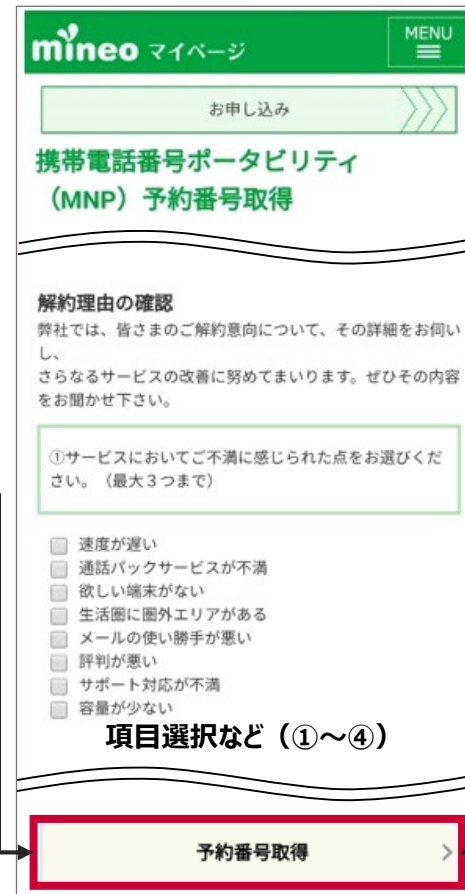 mineo マイページ
MENU
お申し込み
携帯電話番号ポータビリティ
（MNP）予約番号取得
解約理由の確認
弊社では、皆さまのご解約意向について、その詳細をお伺い
し、
さらなるサービスの改善に努めてまいります。ぜひその内容
をお聞かせ下さい。
①サービスにおいてご不満に感じられた点をお選びくだ
さい。（最大３つまで）
速度が遅い
通話パックサービスが不満
欲しい端末がない
生活圏に圏外エリアがある
メールの使い勝手が悪い
評判が悪い
サポート対応が不満
容量が少ない
項目選択など（①～④）
予約番号取得